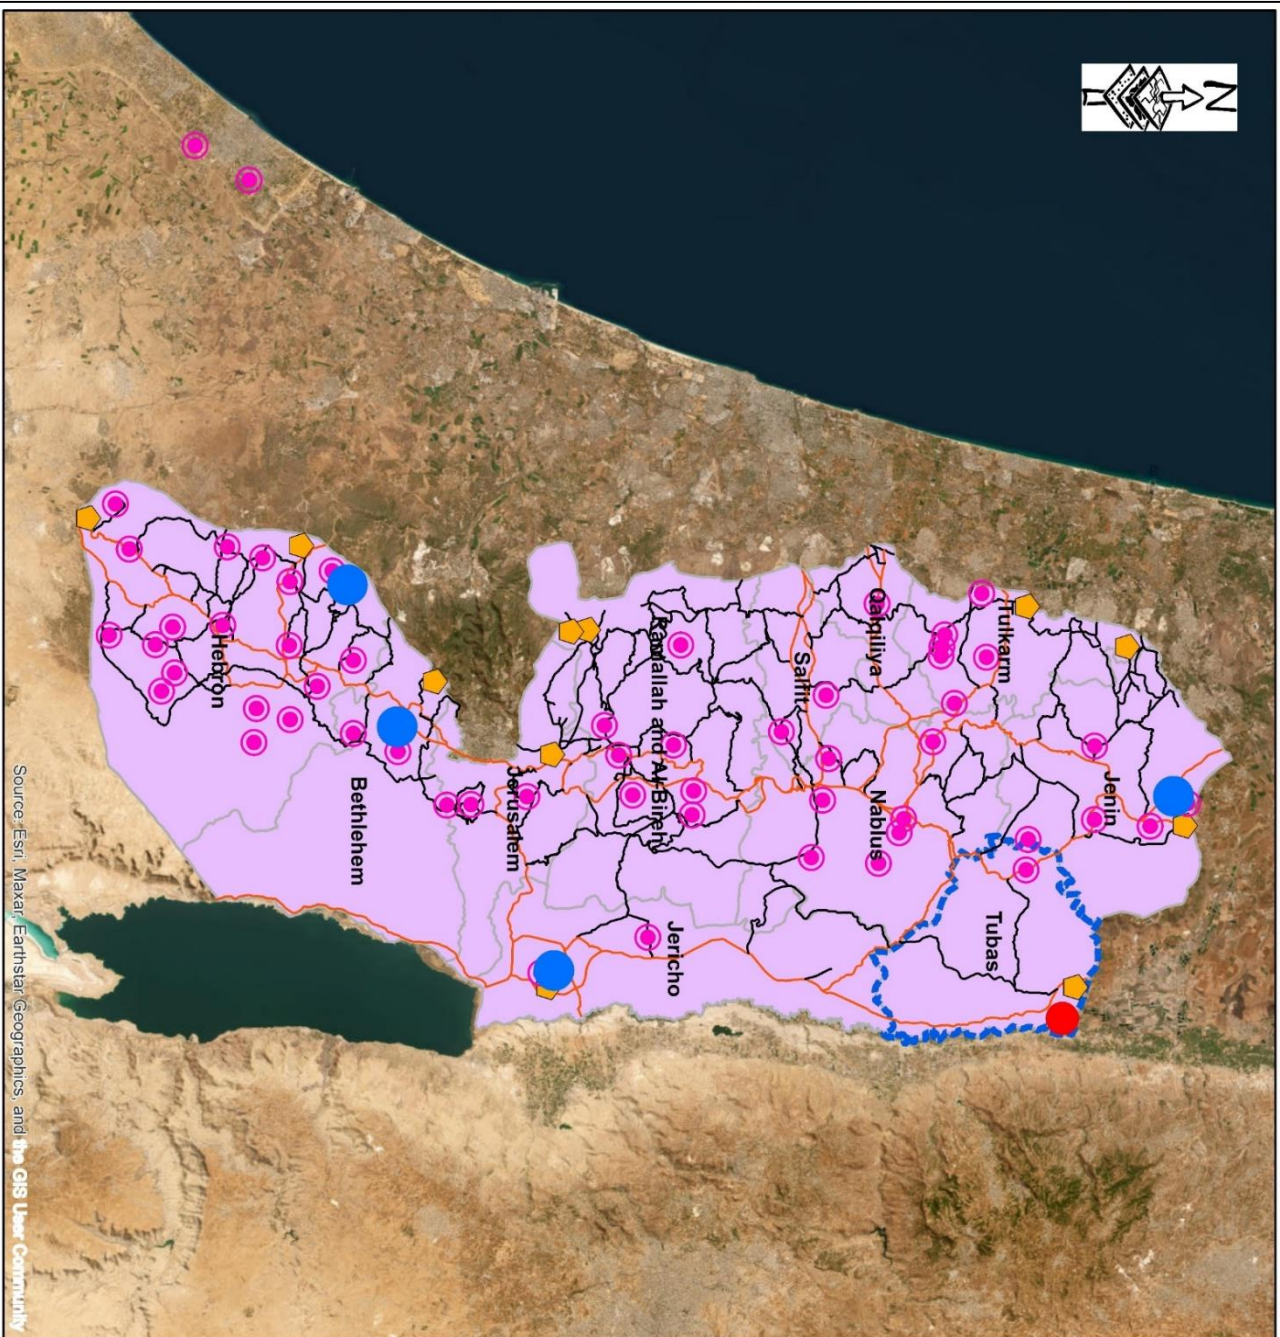 N
Jenin
Tulkarm
Tubas
Nablus
Qalqiliya
Salfit
Ramallah and Al-Bireh
Jericho
Jerusalem
Bethlehem
Hebron
Source: Esri, Maxar, Earthstar Geographics, and the GIS User Community